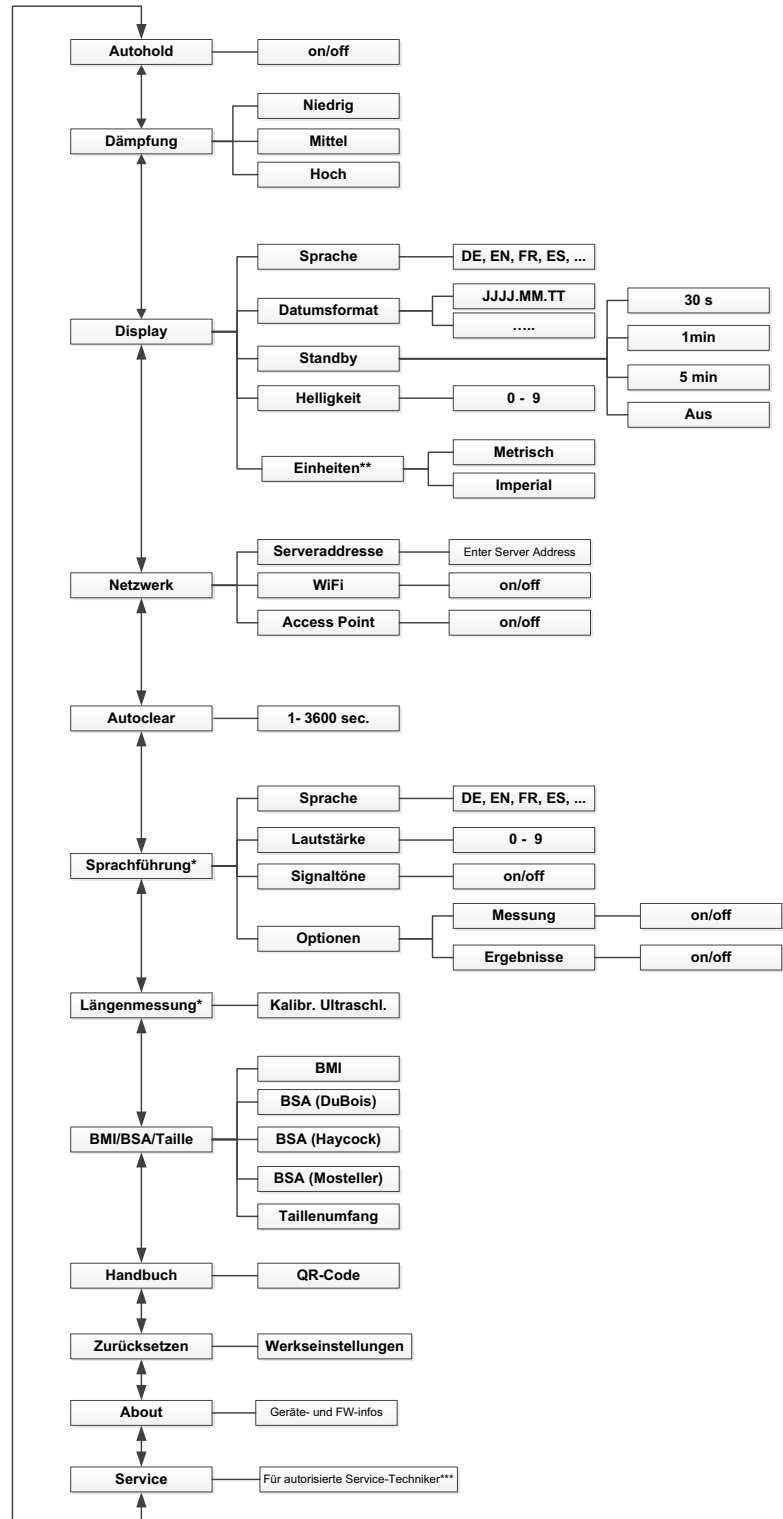 Autohold
on/off
Dämpfung
Niedrig
Mittel
Hoch
Display
Sprache
DE, EN, FR, ES, ...
Datumsformat
JJJJ.MM.TT
.....
Standby
30 s
1min
5 min
Aus
Helligkeit
0 - 9
Einheiten**
Metrisch
Imperial
Netzwerk
Serveraddresse
Enter Server Address
WiFi
on/off
Access Point
on/off
Autoclear
1- 3600 sec.
Sprachführung*
Sprache
DE, EN, FR, ES, ...
Lautstärke
0 - 9
Signaltöne
on/off
Optionen
Messung
on/off
Ergebnisse
on/off
Längenmessung*
Kalibr. Ultraschl.
BMI/BSA/Taille
BMI
BSA (DuBois)
BSA (Haycock)
BSA (Mosteller)
Taillenumfang
Handbuch
QR-Code
Zurücksetzen
Werkseinstellungen
About
Geräte- und FW-infos
Service
Für autorisierte Service-Techniker***